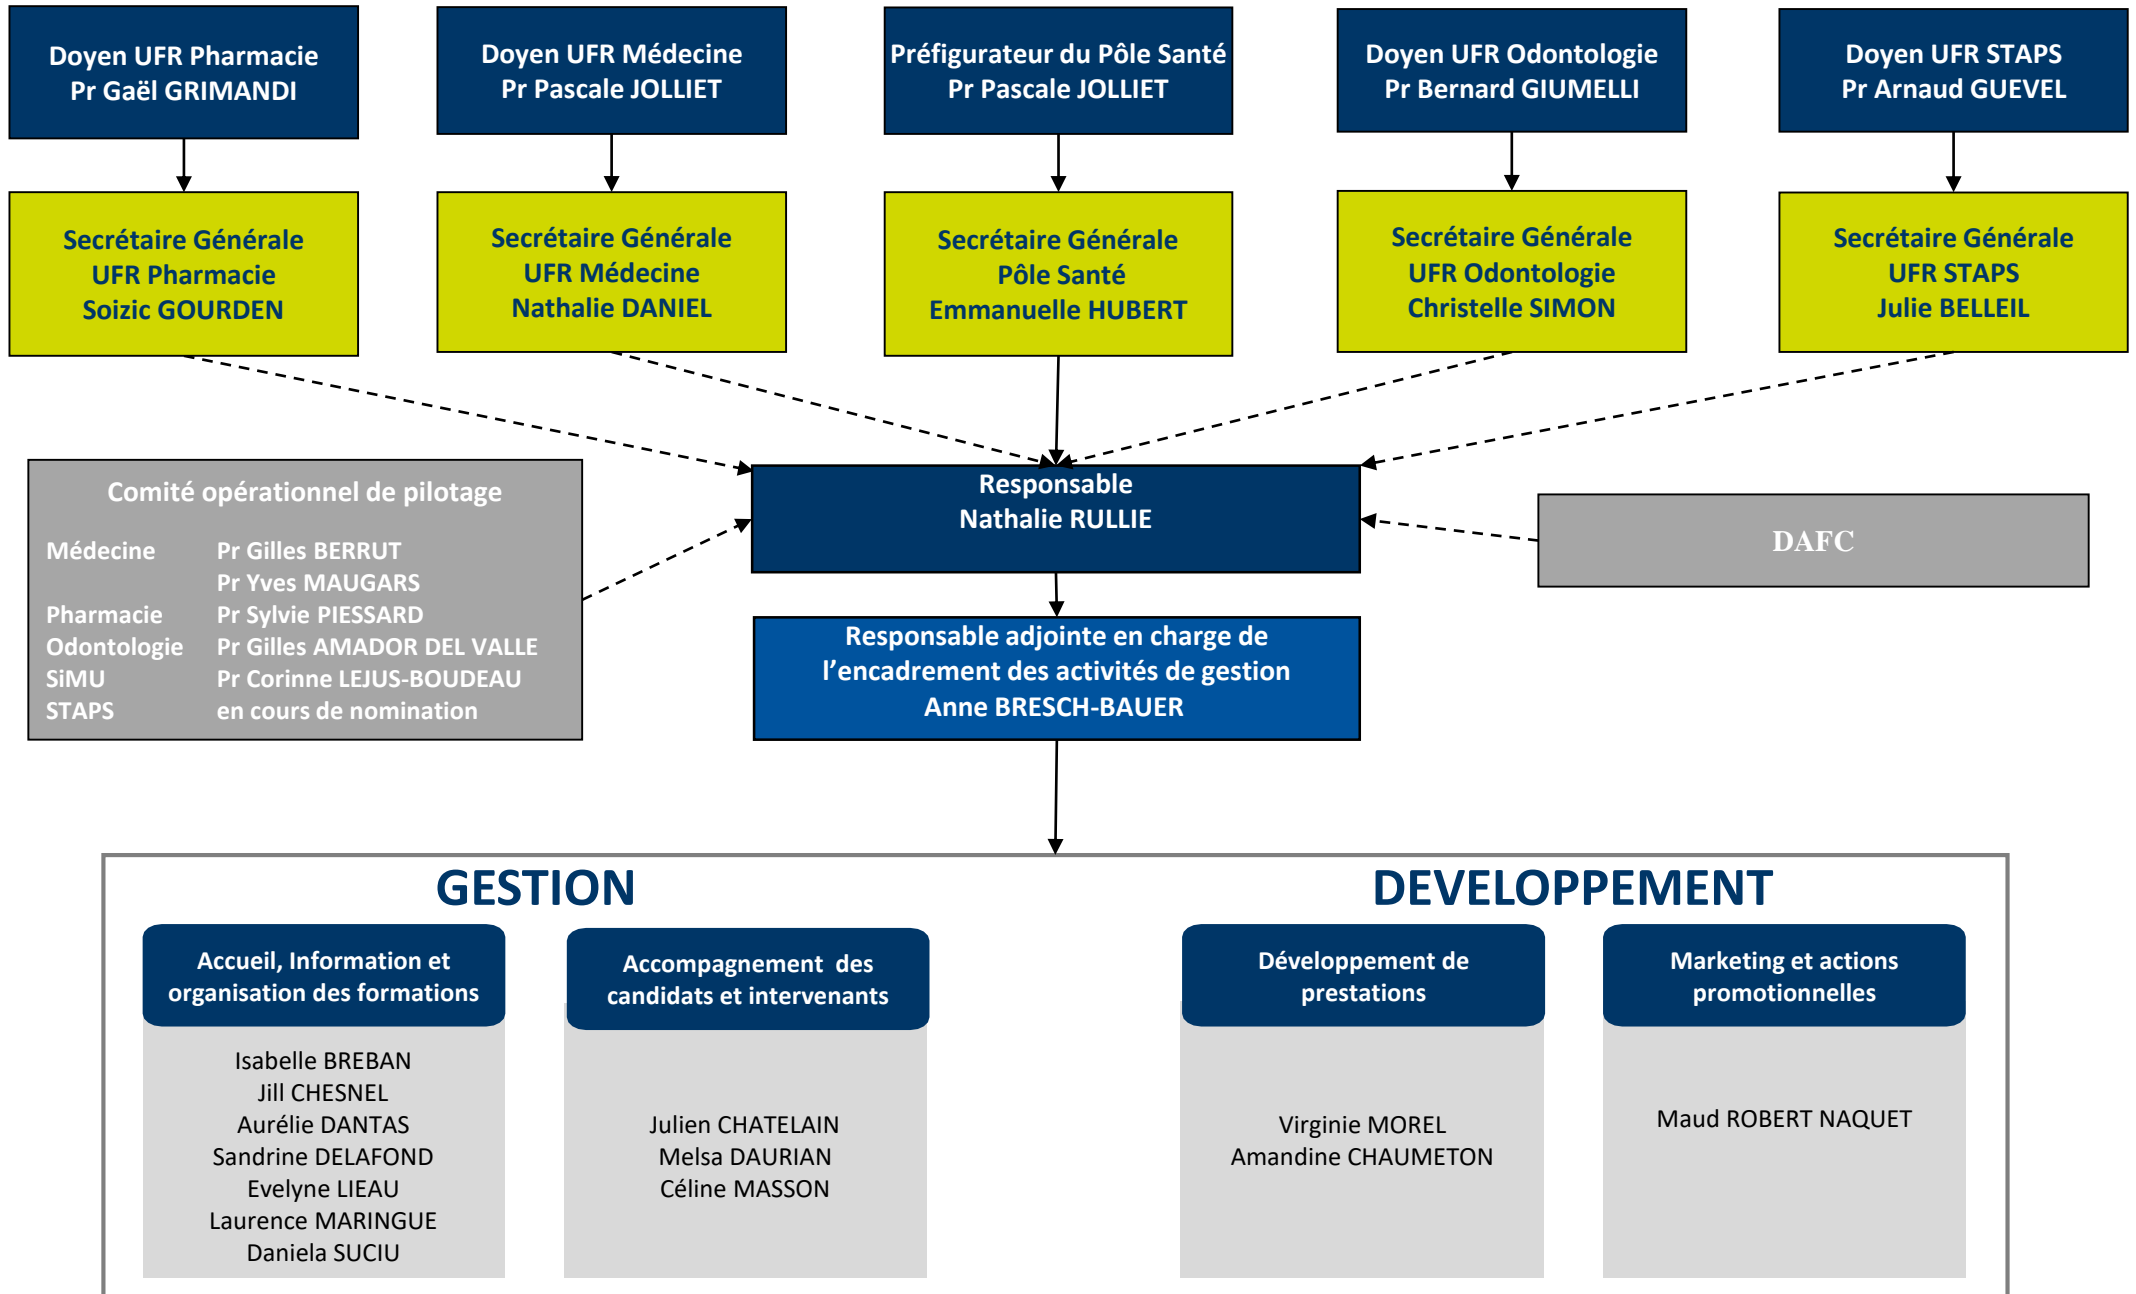 Doyen UFR Pharmacie
Pr Gaël GRIMANDI
Doyen UFR Médecine
Pr Pascale JOLLIET
Préfigurateur du Pôle Santé
Pr Pascale JOLLIET
Doyen UFR Odontologie
Pr Bernard GIUMELLI
Doyen UFR STAPS
Pr Arnaud GUEVEL
Secrétaire Générale
UFR Pharmacie
Soizic GOURDEN
Secrétaire Générale
UFR Médecine
Nathalie DANIEL
Secrétaire Générale
Pôle Santé
Emmanuelle HUBERT
Secrétaire Générale
UFR Odontologie
Christelle SIMON
Secrétaire Générale
UFR STAPS
Julie BELLEIL
Comité opérationnel de pilotage
Médecine Pr Gilles BERRUT
Pr Yves MAUGARS
Pharmacie Pr Sylvie PIESSARD
Odontologie Pr Gilles AMADOR DEL VALLE
SiMU Pr Corinne LEJUS-BOUDEAU
STAPS en cours de nomination
Responsable
Nathalie RULLIE
DAFC
Responsable adjointe en charge de
l'encadrement des activités de gestion
Anne BRESCH-BAUER
GESTION
Accueil, Information et
organisation des formations
Isabelle BREBAN
Jill CHESNEL
Aurélie DANTAS
Sandrine DELAFOND
Evelyne LIEAU
Laurence MARINGUE
Daniela SUCIU
Accompagnement des
candidats et intervenants
Julien CHATELAIN
Melsa DAURIAN
Céline MASSON
DEVELOPPEMENT
Développement de
prestations
Virginie MOREL
Amandine CHAUMETON
Marketing et actions
promotionnelles
Maud ROBERT NAQUET